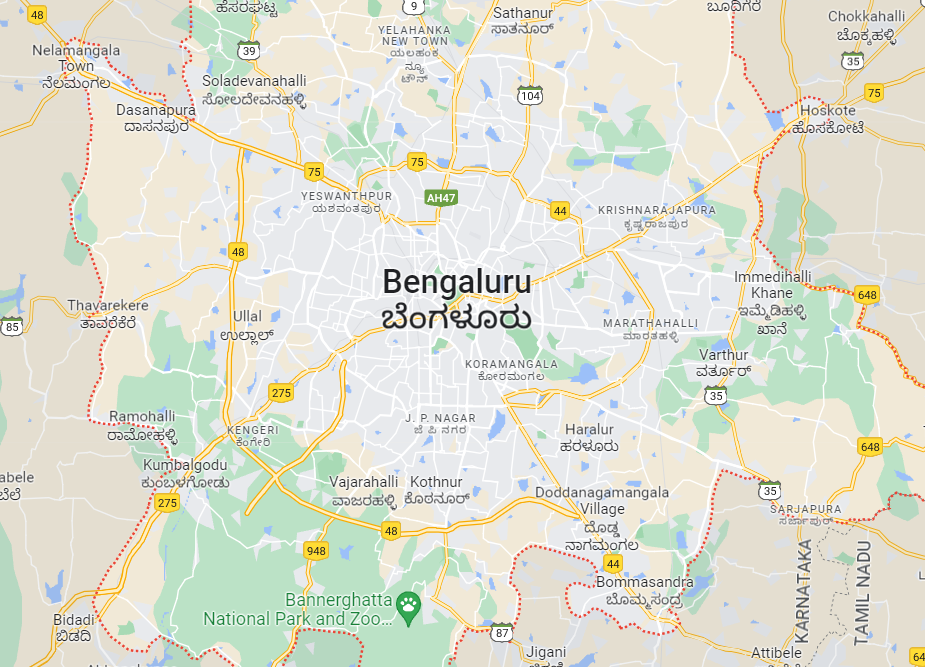 48
9
ಹೆಸರಘಟ್ಟ
Sathanur
ಸಾತನೂರ್
ಬೂದಿಗೆರೆ
Chokkahalli
ಚೊಕ್ಕಹಳ್ಳಿ
YELAHANKA
NEW TOWN
ಯಲಹಂಕ
ನ್ಯೂ
ಟೌನ್
39
35
Nelamangala
Town
ನೆಲಮಂಗಲ
Soladevanahalli
ಸೋಲದೇವನಹಳ್ಳಿ
104
75
Dasanapura
ದಾಸನಪುರ
Hoskote
ಹೊಸಕೋಟೆ
75
75
YESWANTHPUR
ಯಶವಂತಪುರ
AH47
44
KRISHNARAJAPURA
ಕೃಷ್ಣರಾಜಪುರ
48
Bengaluru
ಬೆಂಗಳೂರು
Immedihalli
Khane
ಇಮ್ಮೆಡಿಹಳ್ಳಿ
ಖಾನೆ
648
Thavarekere
ತಾವರೆಕೆರೆ
85
Ullal
ಉಲ್ಲಾಲ್
MARATHAHALLI
ಮಾರತಹಳ್ಳಿ
KORAMANGALA
ಕೋರಮಂಗಲ
Varthur
ವರ್ತೂರ್
35
275
Ramohalli
ರಾಮೋಹಳ್ಳಿ
KENGERI
ಕೆಂಗೇರಿ
J. P. NAGAR
ಜೆ ಪಿ ನಗರ
Haralur
ಹರಳೂರು
648
Kumbalgodu
ಕುಂಬಳಗೋಡು
275
Vajarahalli
ವಾಜರಹಳ್ಳಿ
Kothnur
ಕೊಠನೂರ್
Doddanagamangala
Village
ದೊಡ್ಡ
ನಾಗಮಂಗಲ
35
SARJAPURA
ಸರ್ಜಾಪುರ್
48
948
44
KARNATAKA
TAMIL NADU
Bommasandra
ಬೊಮ್ಮಸಂದ್ರ
Bannerghatta
National Park and Zoo...
Bidadi
ಬಿಡದಿ
87
Jigani
Attibele